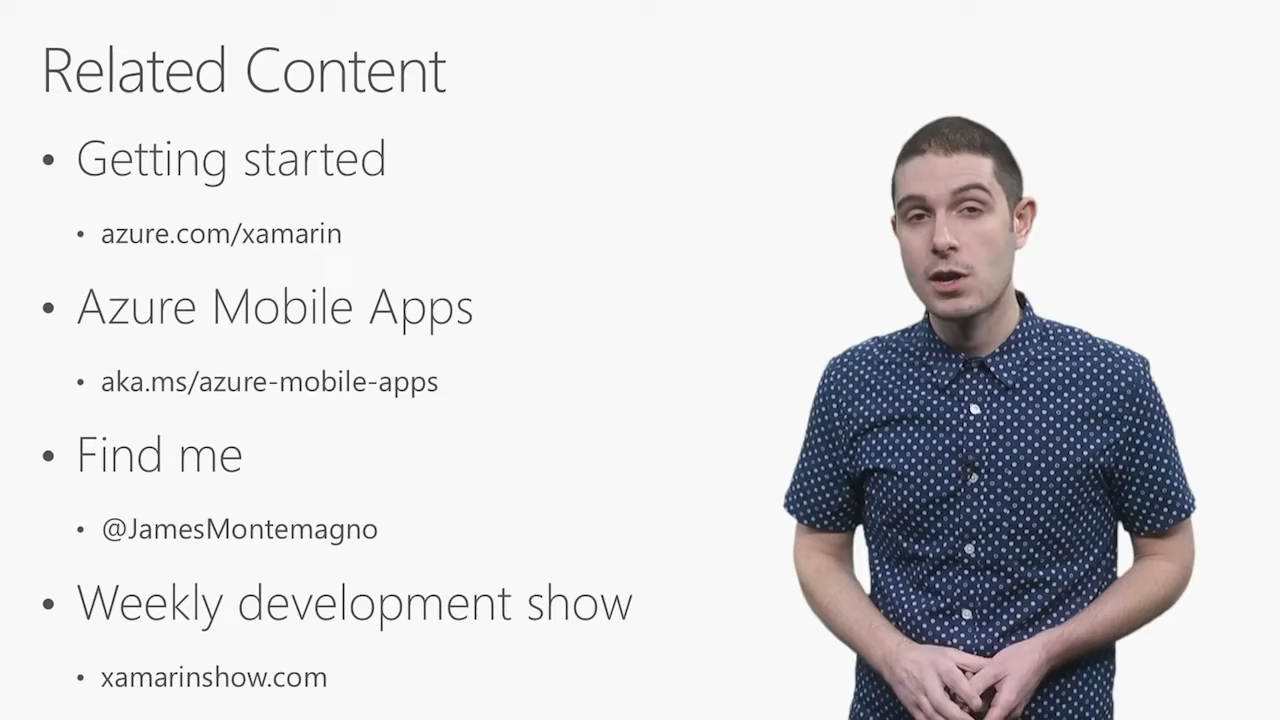 Related Content
• Getting started
• azure.com/xamarin
• Azure Mobile Apps
• aka.ms/azure-mobile-apps
• Find me
• @JamesMontemagno
• Weekly development show
• xamarinshow.com